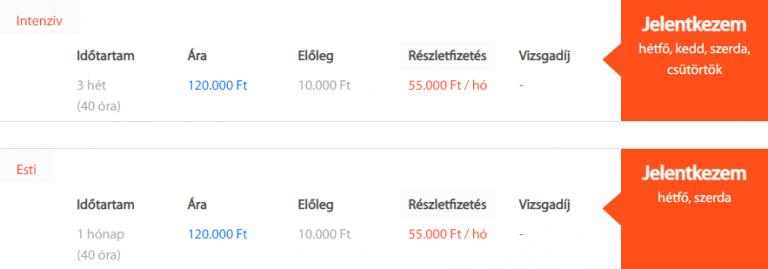 Intenzív
Jelentkezem
hétfő, kedd, szerda,
csütörtök
Időtartam Ára Előleg Részletfizetés Vizsgadíj
3 hét 120.000 Ft 10.000 Ft 55.000 Ft / hó -
(40 óra)
Esti
Jelentkezem
hétfő, szerda
Időtartam Ára Előleg Részletfizetés Vizsgadíj
1 hónap 120.000 Ft 10.000 Ft 55.000 Ft / hó -
(40 óra)